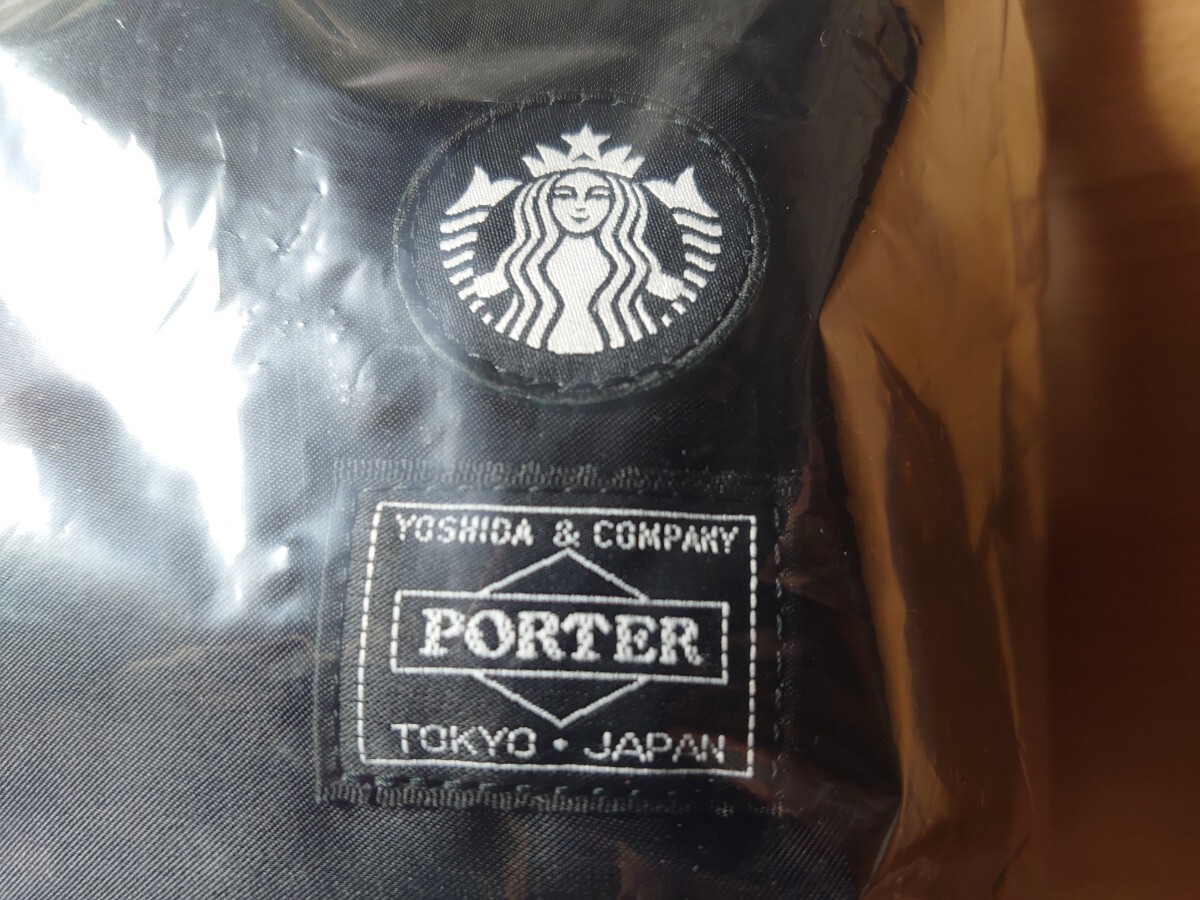 YOSHIDA & COMPANY
PORTER
TOKYO • JAPAN